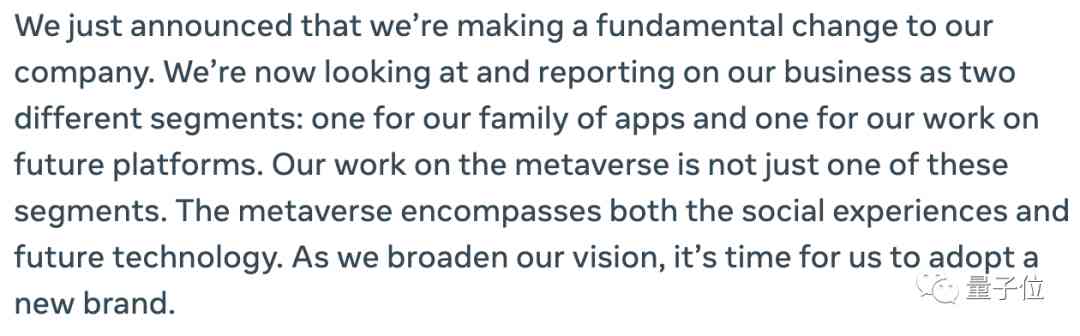 We just announced that we’re making a fundamental change to our
company. We’re now looking at and reporting on our business as two
different segments: one for our family of apps and one for our work on
future platforms. Our work on the metaverse is not just one of these
segments. The metaverse encompasses both the social experiences and
future technology. As we broaden our vision, it’s time for us to adopt a
new brand.
量子位